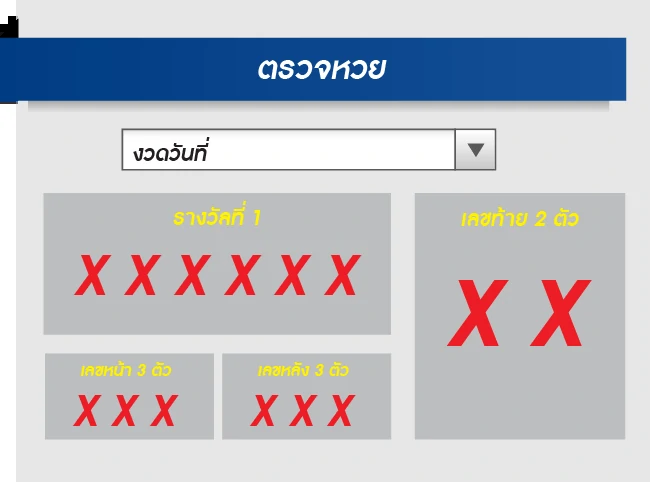 ตรวจหวย
งวดวันที่
รางวัลที่ 1
X X X X X X
เลขท้าย 2 ตัว
X X
เลขหน้า 3 ตัว
X X X
เลขหลัง 3 ตัว
X X X